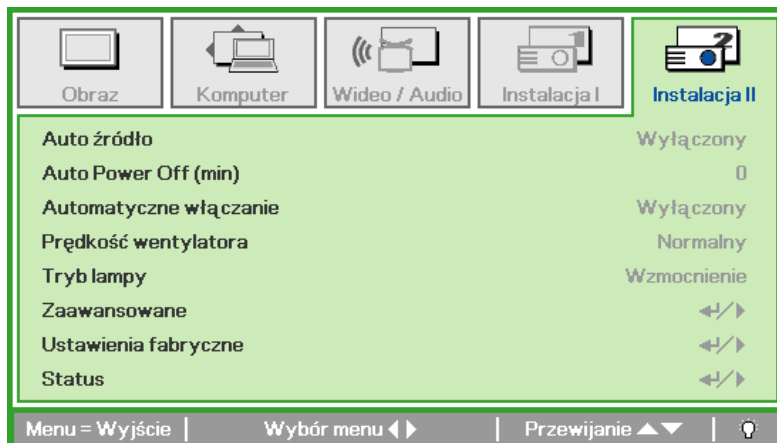 Obraz
Komputer
Wideo / Audio
Instalacja I
Instalacja II
Auto źródło Wyłączony
Auto Power Off (min) 0
Automatyczne włączanie Wyłączony
Prędkość wentylatora Normalny
Tryb lampy Wzmocnienie
Zaawansowane
Ustawienia fabryczne
Status
Menu = Wyjście Wybór menu Przewijanie